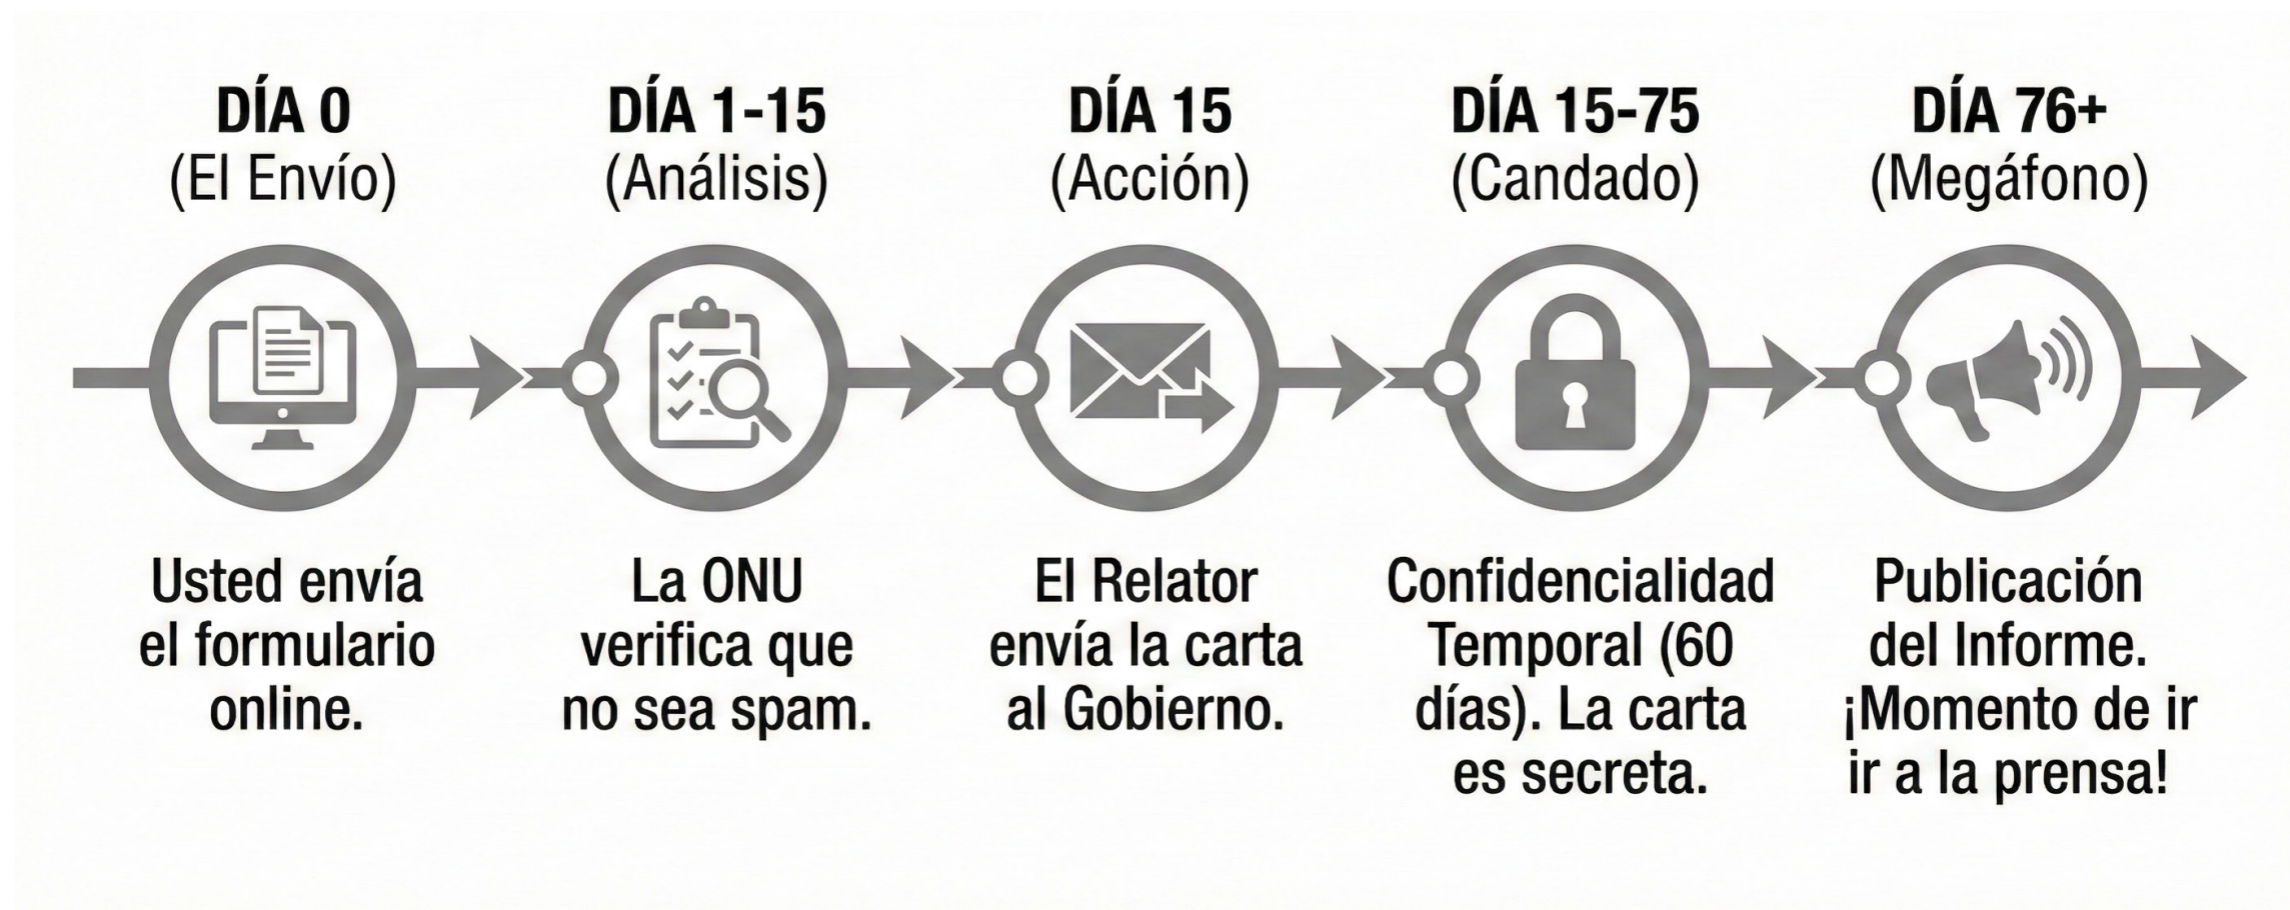 DÍA 0
(El Envío)
Usted envía
el formulario
online.
DÍA 1-15
(Análisis)
La ONU
verifica que
no sea spam.
DÍA 15
(Acción)
El Relator
envía la carta
al Gobierno.
DÍA 15-75
(Candado)
Confidencialidad
Temporal (60
días). La carta
es secreta.
DÍA 76+
(Megáfono)
Publicación
del Informe.
¡Momento de ir
ir a la prensa!